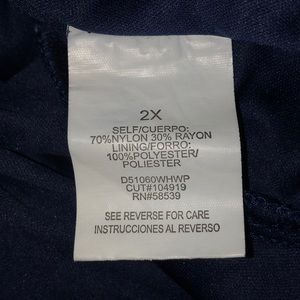 2X
SELF/CUERPO:
70%NYLON 30% RAYON
LINING/FORRO:
100%POLYESTER/
POLIESTER
D51060WHWP
CUT#104919
RN#58539
SEE REVERSE FOR CARE
INSTRUCCIONES AL REVERSO